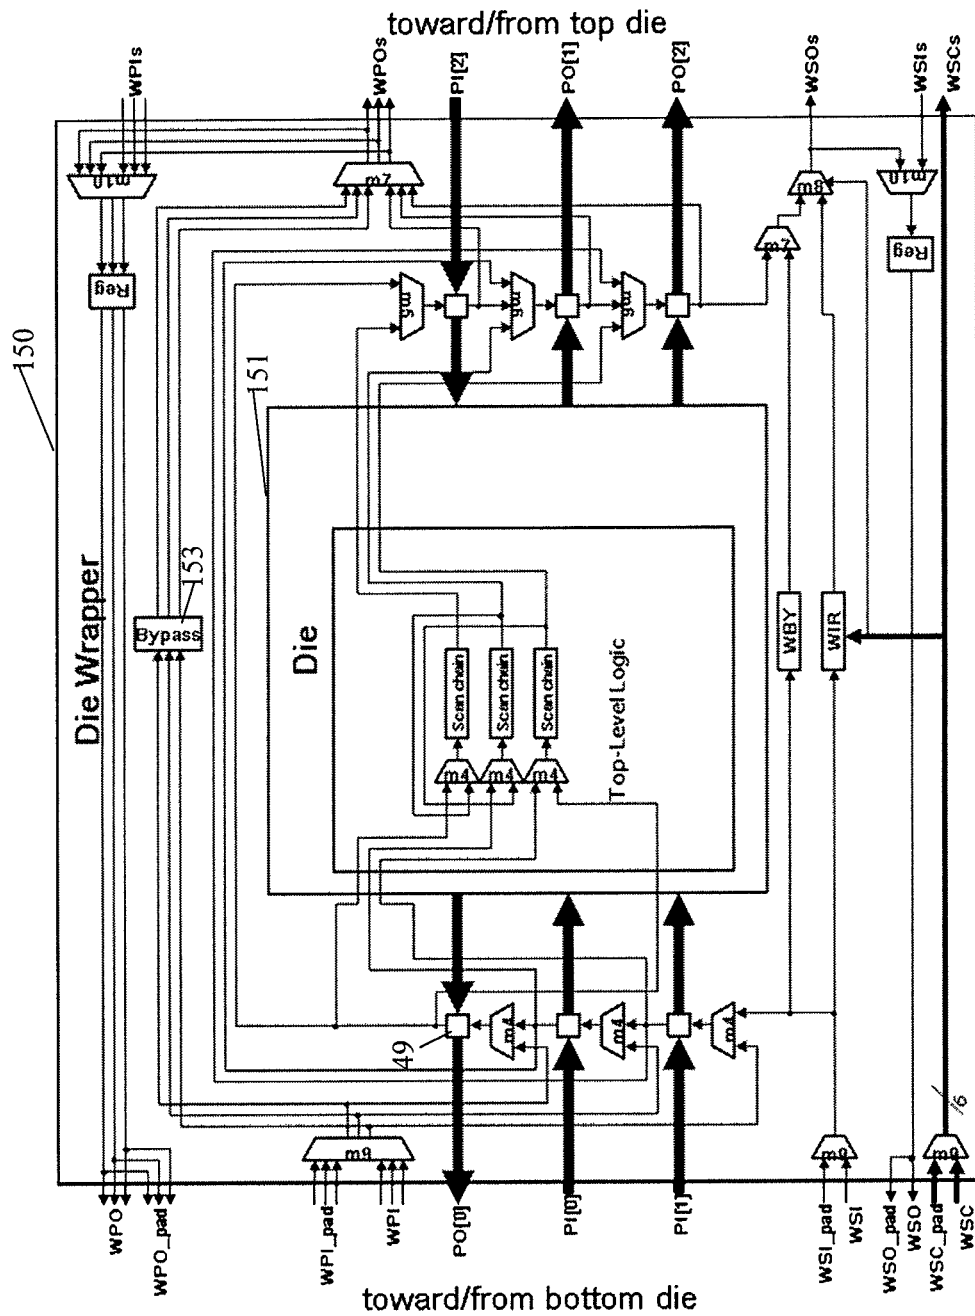 toward/from top die
WPIs
WPOs
PI[2]
PO[1]
PO[2]
WSOs
WSIs
WSCs
m10
m7
m8
m10
m7
Reg
Reg
m5
m6
m6
150
151
Die Wrapper
153
Bypass
Die
Scan chain
Scan chain
Scan chain
m4
m4
m4
Top-Level Logic
WBY
WIR
49
m4
m4
m4
m9
m9
m9
/6
WPO
WPO_pad
WPI_pad
WPI
PO[0]
PI[0]
PI[1]
WSI_pad
WSI
WSO_pad
WSO
WSC_pad
WSC
toward/from bottom die